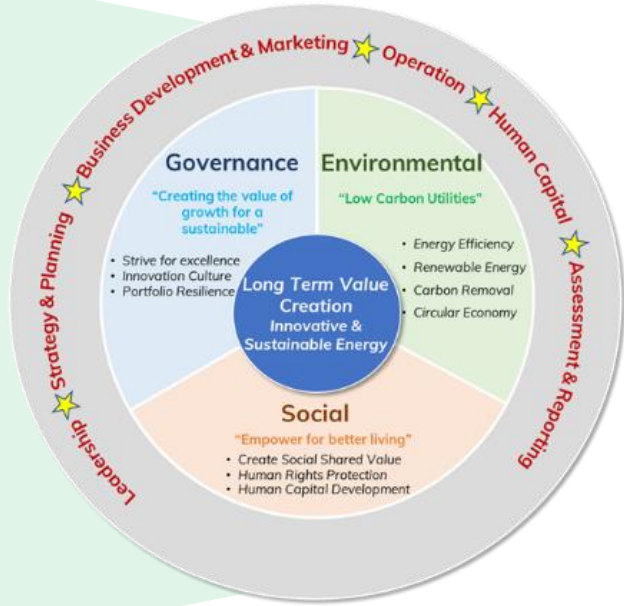 Leadership
Strategy & Planning
Business Development & Marketing
Operation
Human Capital
Assessment & Reporting
Governance
"Creating the value of
growth for a
sustainable"
• Strive for excellence
• Innovation Culture
• Portfolio Resilience
Environmental
"Low Carbon Utilities"
• Energy Efficiency
• Renewable Energy
• Carbon Removal
• Circular Economy
Long Term Value
Creation
Innovative &
Sustainable Energy
Social
"Empower for better living"
• Create Social Shared Value
• Human Rights Protection
• Human Capital Development